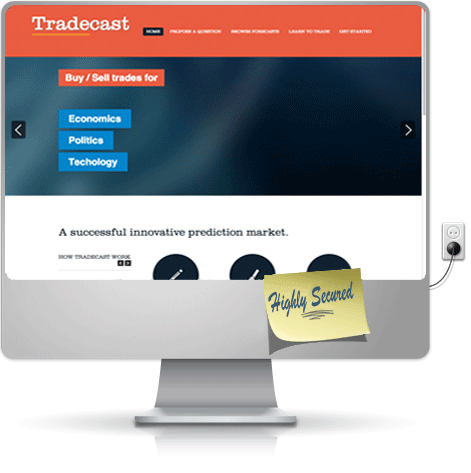 Tradecast
HOME PROPOSE A QUESTION BROWSE FORECASTS LEARN TO TRADE GET STARTED
Buy / Sell trades for
Economics
Politics
Techology
A successful innovative prediction market.
HOW TRADECAST WORK
Highly Secured